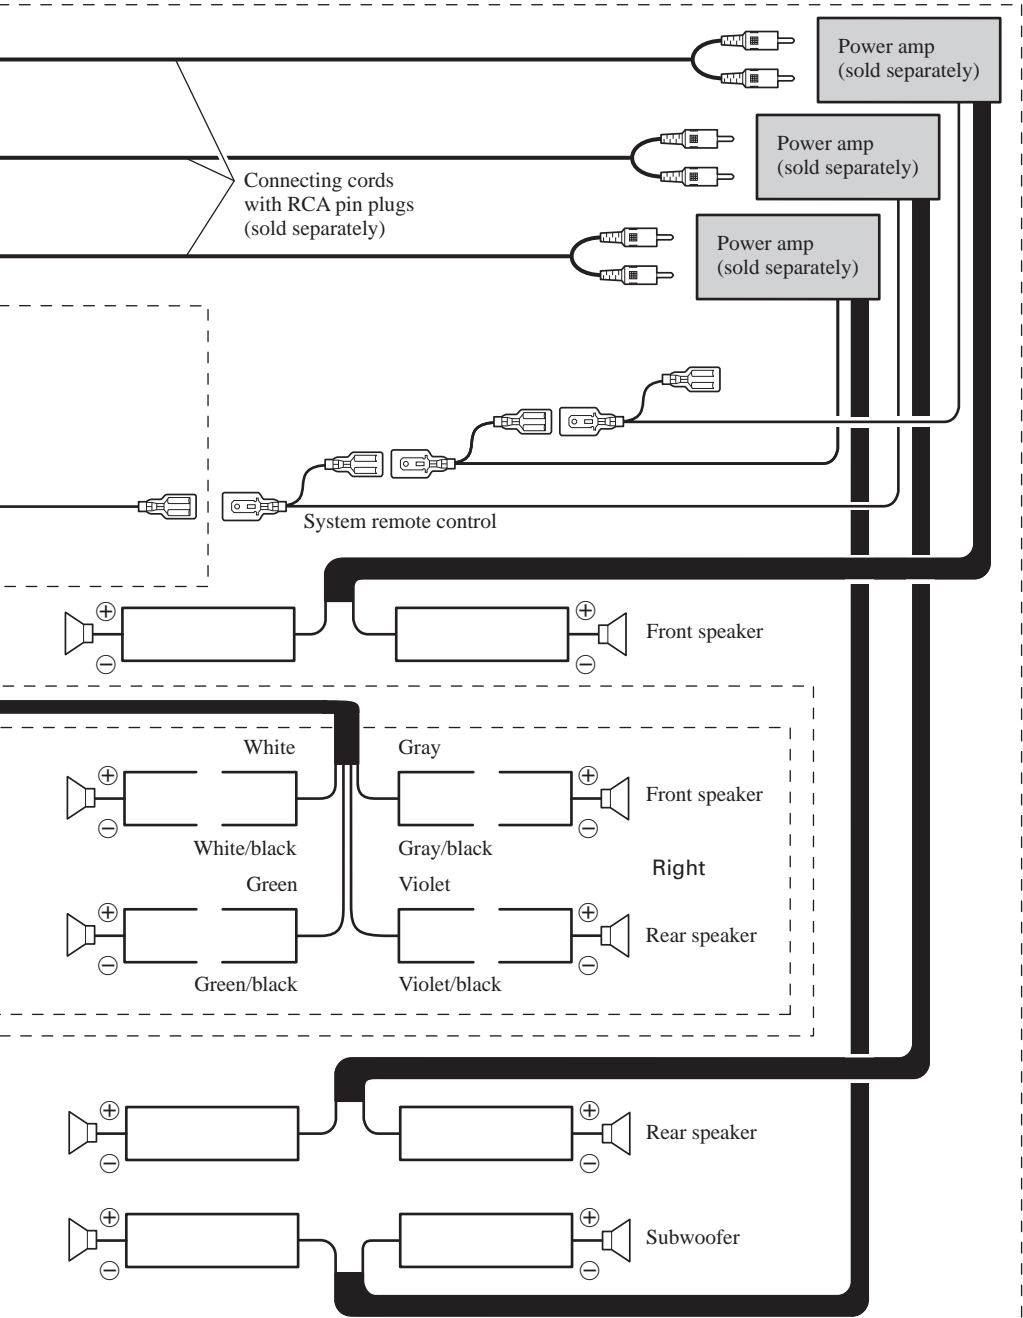 Power amp
(sold separately)
Power amp
(sold separately)
Connecting cords
with RCA pin plugs
(sold separately)
Power amp
(sold separately)
System remote control
+
+
Front speaker
−
−
White
Gray
+
+
Front speaker
−
−
White/black
Gray/black
Right
Green
Violet
+
+
Rear speaker
−
−
Green/black
Violet/black
+
+
Rear speaker
−
−
+
+
Subwoofer
−
−